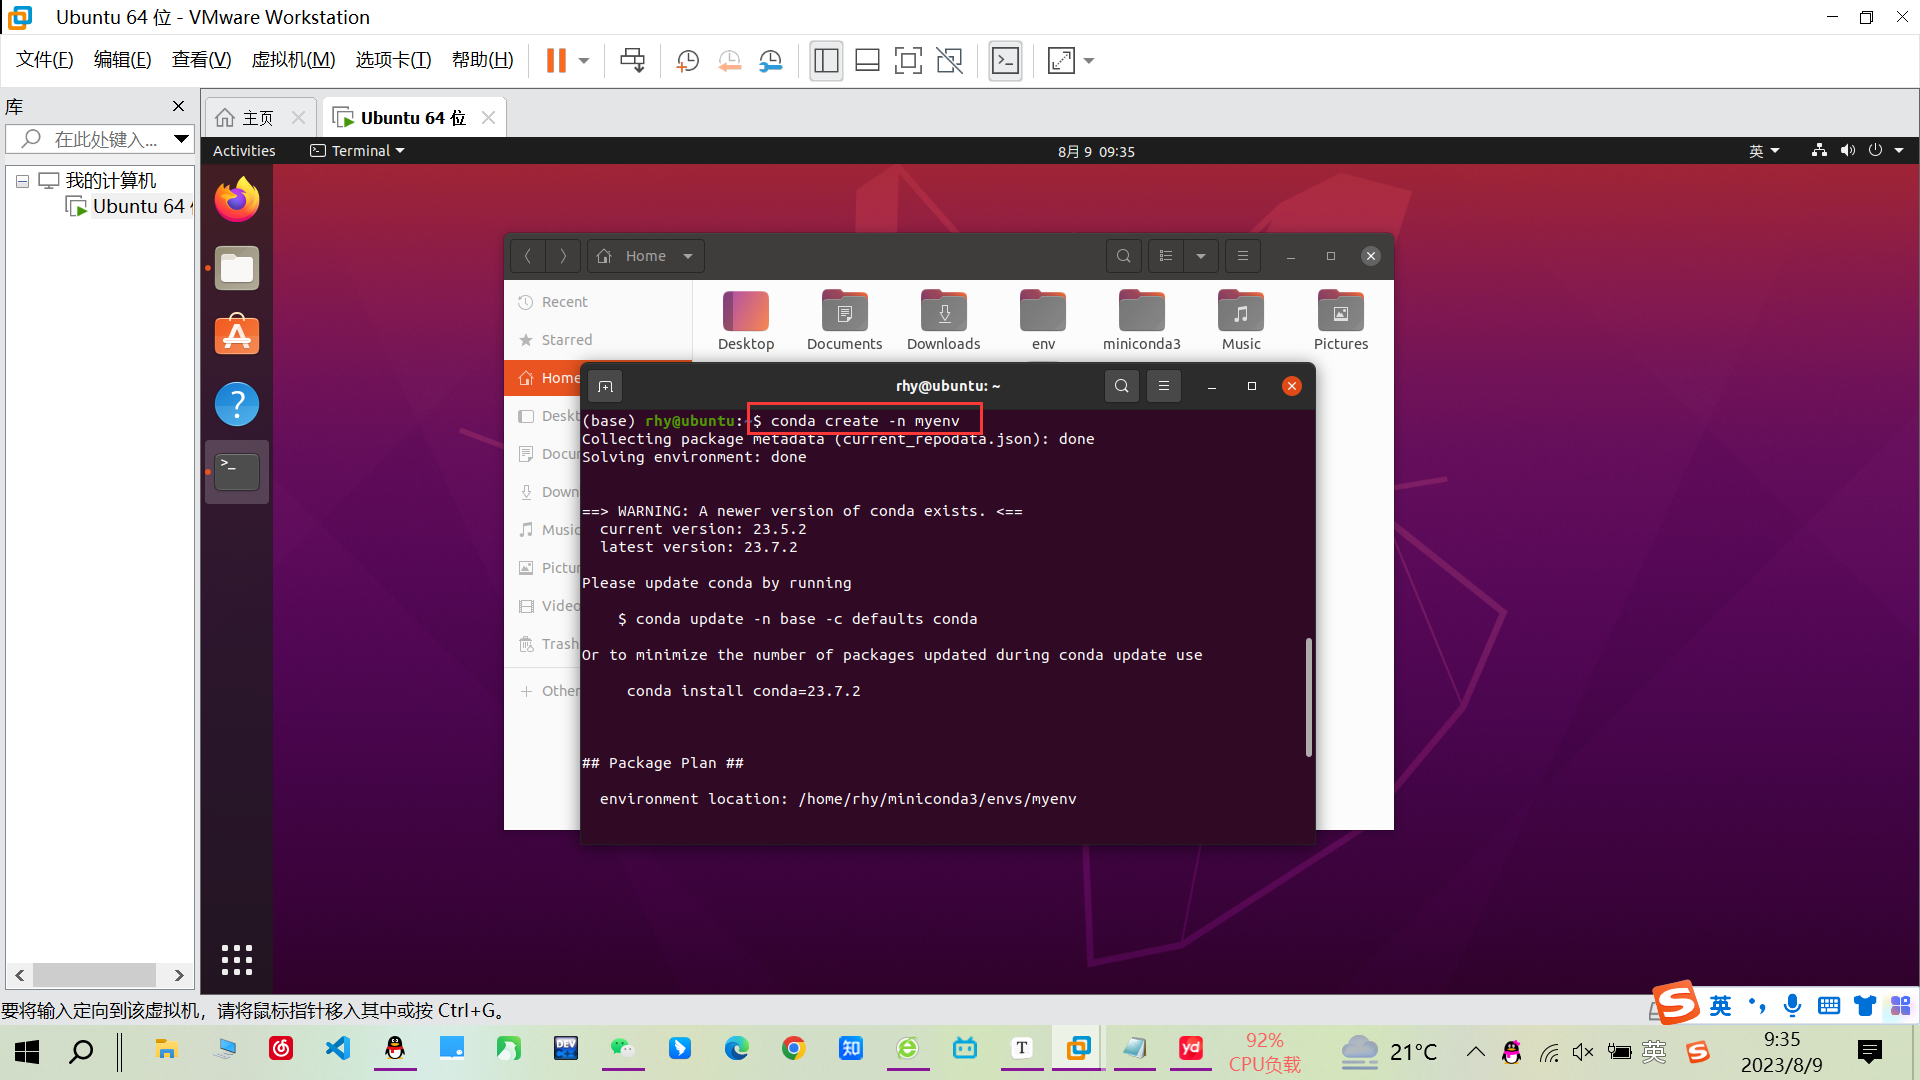 Ubuntu 64 位 - VMware Workstation
文件(F) 编辑(E) 查看(V) 虚拟机(M) 选项卡(T) 帮助(H)
库
在此处键入...
主页
Ubuntu 64 位
我的计算机
Ubuntu 64
Activities
Terminal
8月 9 09:35
英
Home
Recent
Starred
Home
Deskt
Docu
Down
Music
Pictur
Video
Trash
Other
Desktop
Documents
Downloads
env
miniconda3
Music
Pictures
rhy@ubuntu: ~
(base) rhy@ubuntu:~$ conda create -n myenv
Collecting package metadata (current_repodata.json): done
Solving environment: done
==> WARNING: A newer version of conda exists. <==
current version: 23.5.2
latest version: 23.7.2
Please update conda by running
$ conda update -n base -c defaults conda
Or to minimize the number of packages updated during conda update use
conda install conda=23.7.2
## Package Plan ##
environment location: /home/rhy/miniconda3/envs/myenv
要将输入定向到该虚拟机，请将鼠标指针移入其中或按 Ctrl+G。
S 英
DEV
知
T
yd
92%
CPU负载
21°C
英
S
9:35
2023/8/9